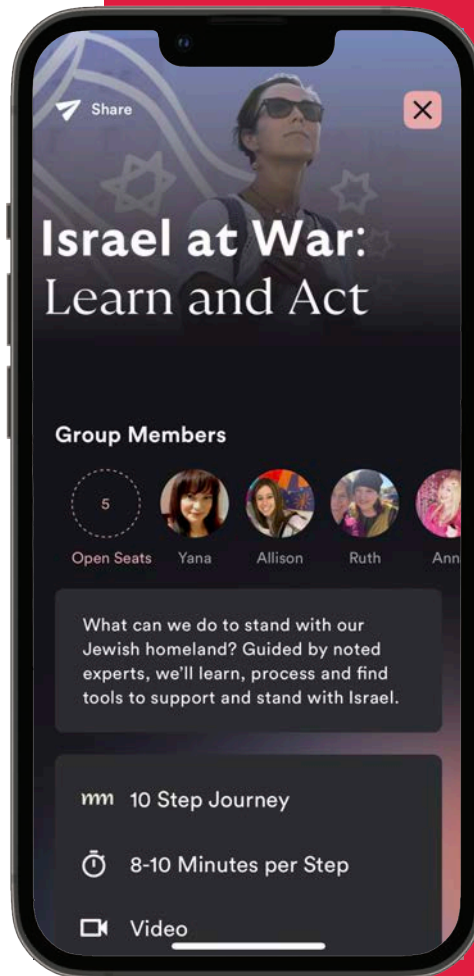 Share
Israel at War:
Learn and Act
Group Members
5
Open Seats
Yana
Allison
Ruth
Ann
What can we do to stand with our
Jewish homeland? Guided by noted
experts, we'll learn, process and find
tools to support and stand with Israel.
10 Step Journey
8-10 Minutes per Step
Video